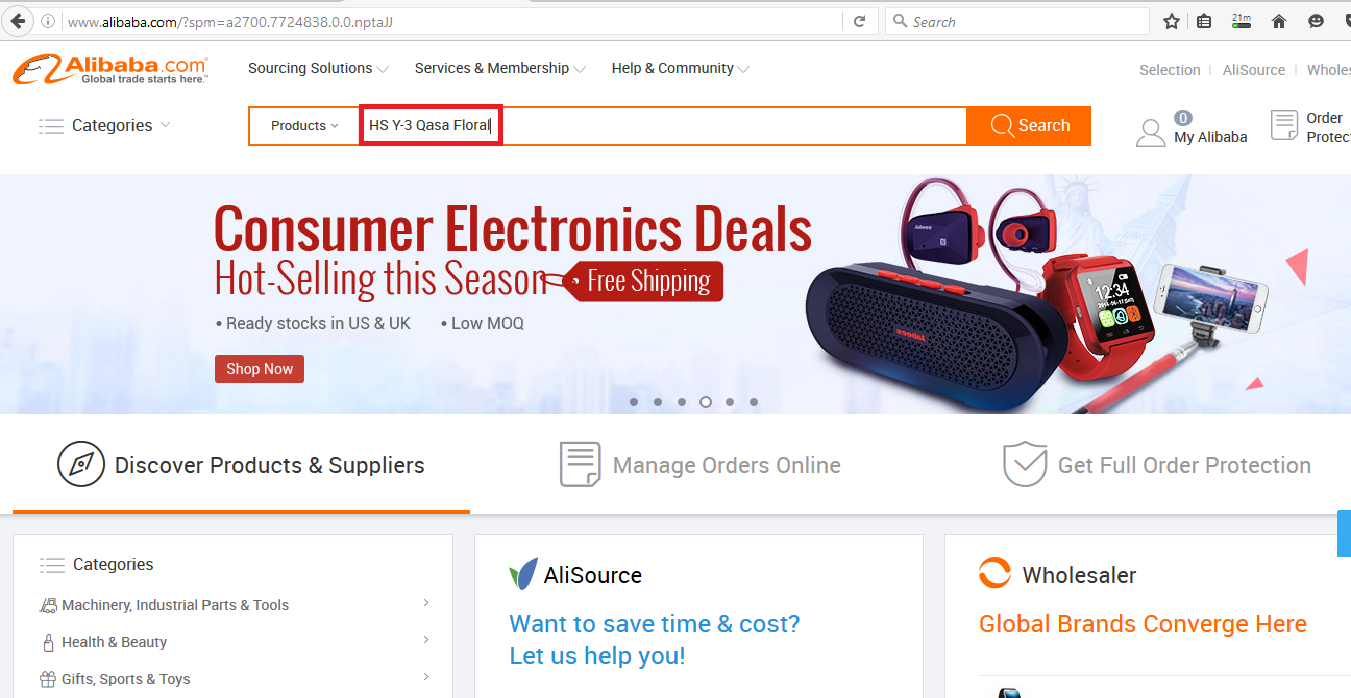 www.alibaba.com/?spm=a2700.7724838.0.0.nptaJJ
Search
21m
Alibaba.com
Global trade starts here.™
Sourcing Solutions
Services & Membership
Help & Community
Selection
AliSource
Wholes
Categories
Products
HS Y-3 Qasa Floral
Search
0
My Alibaba
Order
Protec
Consumer Electronics Deals
Hot-Selling this Season
Free Shipping
• Ready stocks in US & UK
• Low MOQ
Shop Now
12:34
Discover Products & Suppliers
Manage Orders Online
Get Full Order Protection
Categories
Machinery, Industrial Parts & Tools
Health & Beauty
Gifts, Sports & Toys
AliSource
Want to save time & cost?
Let us help you!
Wholesaler
Global Brands Converge Here